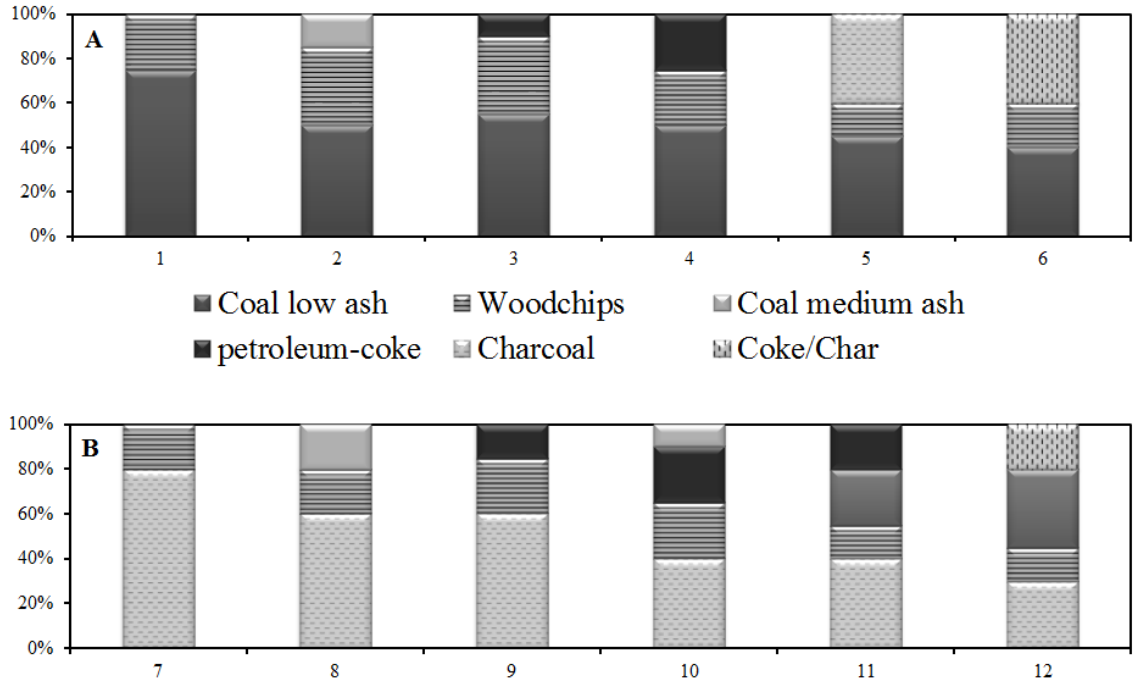 100%
A
80%
60%
40%
20%
0%
1 2 3 4 5 6
Coal low ash Woodchips Coal medium ash
petroleum-coke Charcoal Coke/Char
100%
B
80%
60%
40%
20%
0%
7 8 9 10 11 12